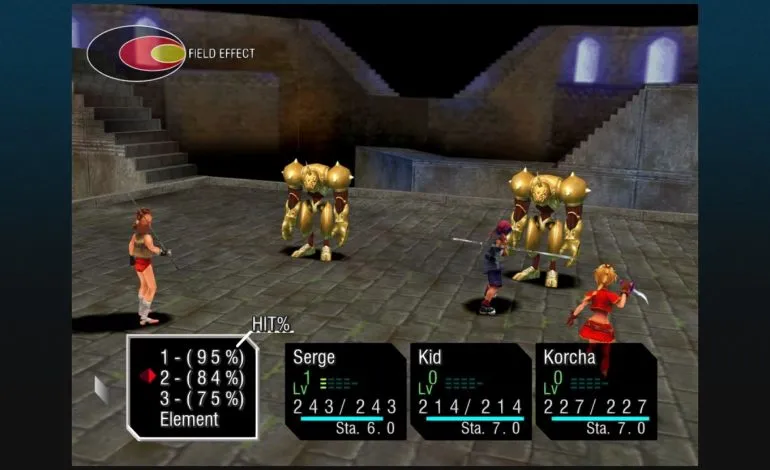 FIELD EFFECT
HIT%
1 - ( 9 5 %)
2 - ( 8 4 %)
3 - ( 7 5 %)
Element
Serge
1
LV
2 4 3 / 2 4 3
Sta. 6. 0
Kid
0
LV
2 1 4 / 2 1 4
Sta. 7. 0
Korcha
0
LV
2 2 7 / 2 2 7
Sta. 7. 0